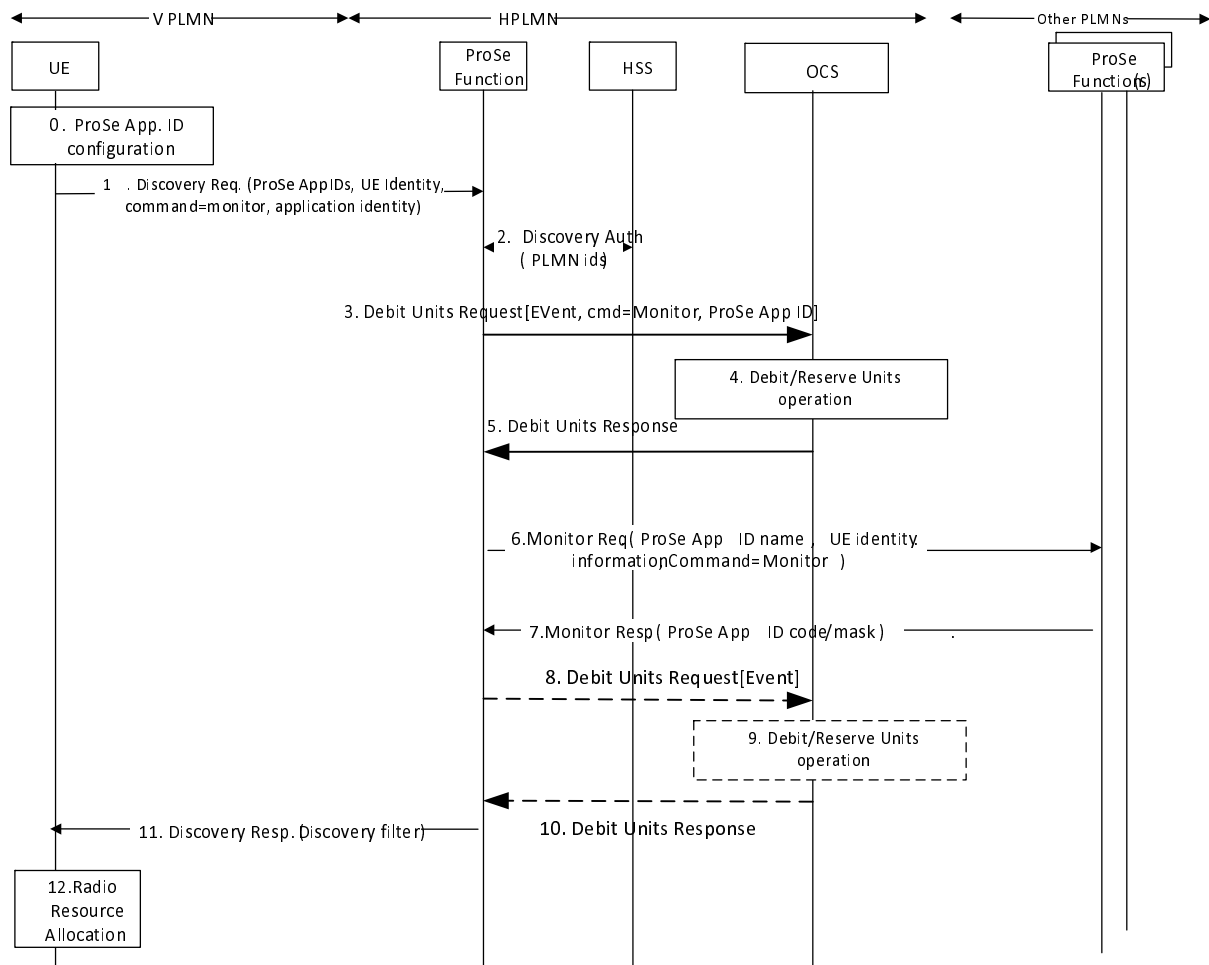 V PLMN
HPLMN
Other PLMNs
UE
ProSe
Function
HSS
OCS
ProSe
Function(s)
0. ProSe App. ID
configuration
1 . Discovery Req. (ProSe AppIDs, UE Identity,
command=monitor, application identity)
2. Discovery Auth
( PLMN ids)
3. Debit Units Request[EVent, cmd=Monitor, ProSe App ID]
4. Debit/Reserve Units
operation
5. Debit Units Response
6.Monitor Req( ProSe App ID name , UE identity.
information,Command=Monitor )
7.Monitor Resp( ProSe App ID code/mask) .
8. Debit Units Request[Event]
9. Debit/Reserve Units
operation
10. Debit Units Response
11. Discovery Resp. (Discovery filter)
12.Radio
Resource
Allocation